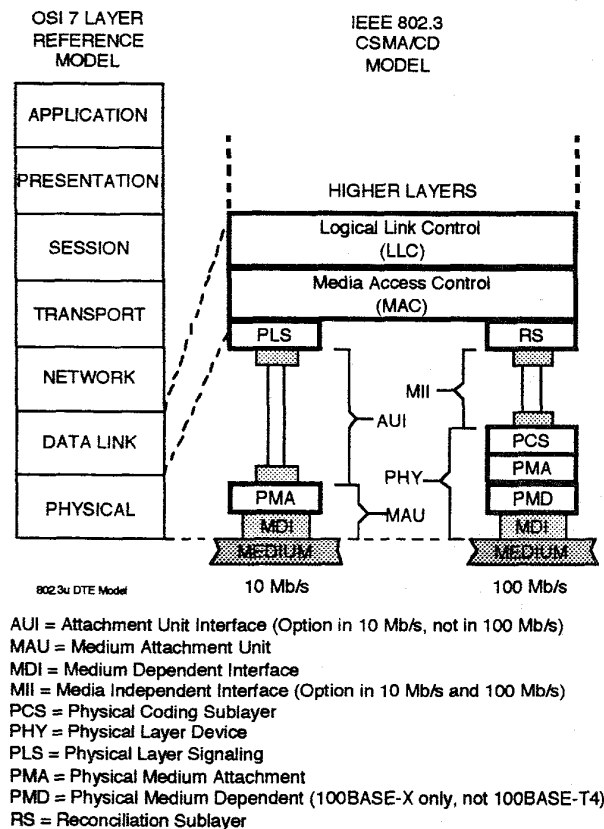 OSI 7 LAYER
REFERENCE
MODEL
IEEE 802.3
CSMA/CD
MODEL
APPLICATION
PRESENTATION
SESSION
TRANSPORT
NETWORK
DATA LINK
PHYSICAL
HIGHER LAYERS
Logical Link Control
(LLC)
Media Access Control
(MAC)
PLS
RS
MII
AUI
PCS
PHY
PMA
PMA
PMD
MAU
MDI
MDI
MEDIUM
MEDIUM
802.3u DTE Model
10 Mb/s
100 Mb/s
AUI = Attachment Unit Interface (Option in 10 Mb/s, not in 100 Mb/s)
MAU = Medium Attachment Unit
MDI = Medium Dependent Interface
MII = Media Independent Interface (Option in 10 Mb/s and 100 Mb/s)
PCS = Physical Coding Sublayer
PHY = Physical Layer Device
PLS = Physical Layer Signaling
PMA = Physical Medium Attachment
PMD = Physical Medium Dependent (100BASE-X only, not 100BASE-T4)
RS = Reconciliation Sublayer